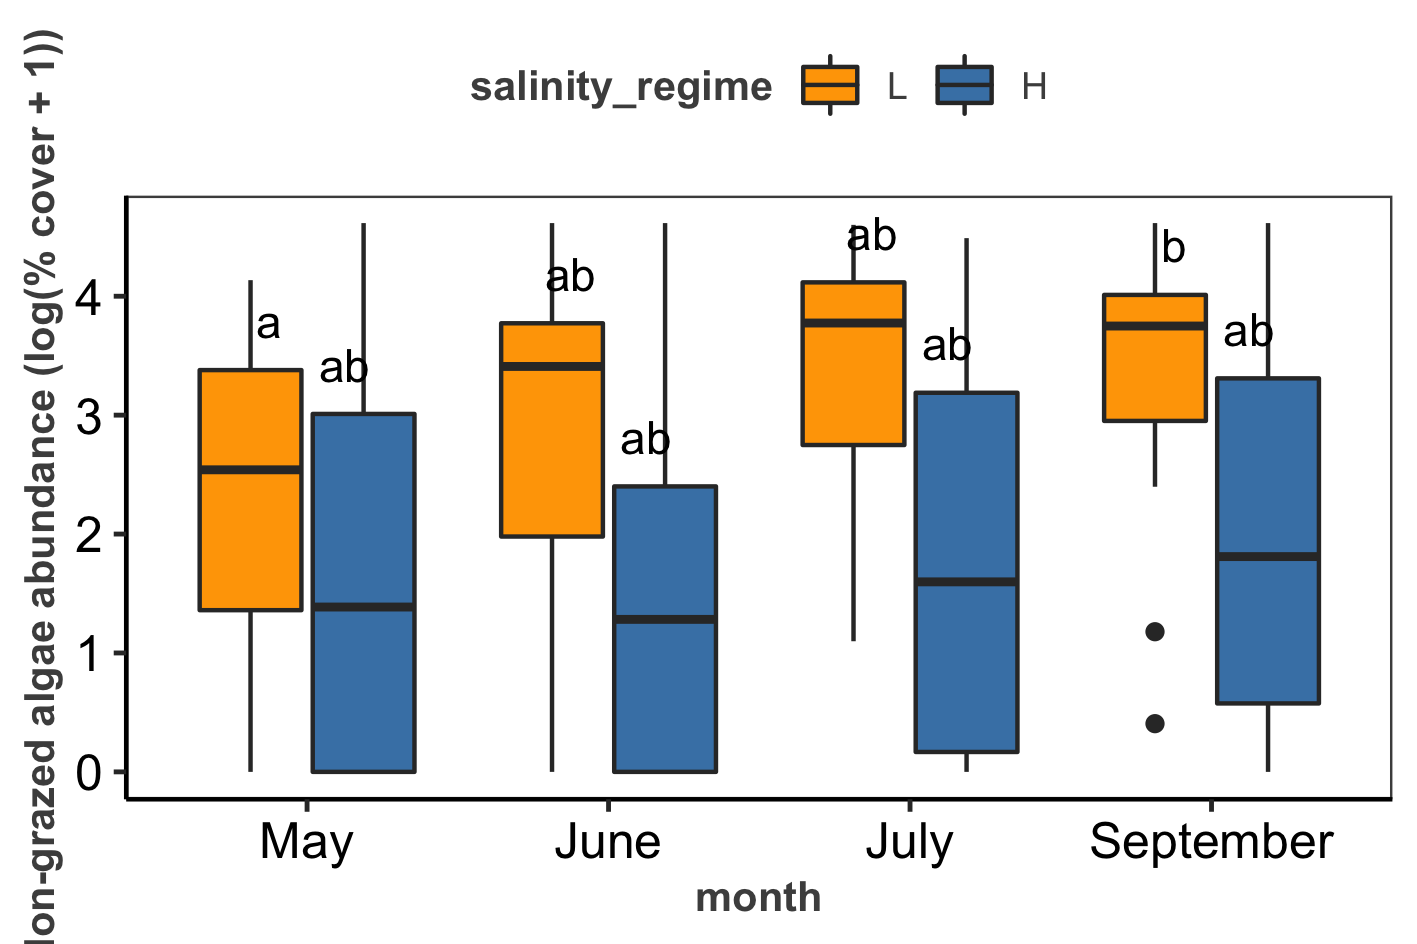 salinity_regime L H
lon-grazed algae abundance (log(% cover + 1))
4
3
2
1
0
a
ab
ab
ab
ab
ab
b
ab
May June July September
month